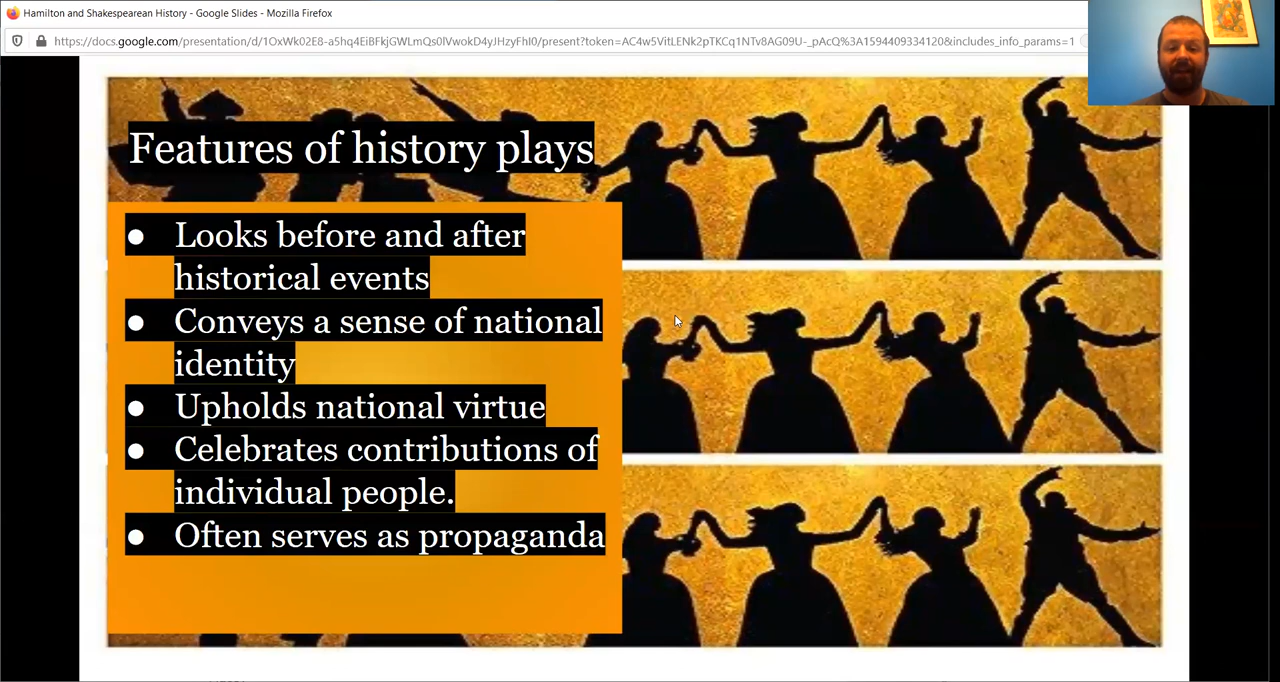 Hamilton and Shakespearean History - Google Slides - Mozilla Firefox
https://docs.google.com/presentation/d/1OxWk02E8-a5hq4EiBFkjGWLmQs0lVwokD4yJHzyFhI0/present?token=AC4w5VitLENk2pTKCq1NTv8AG09U-_pAcQ%3A1594409334120&includes_info_params=1
Features of history plays
● Looks before and after
historical events
● Conveys a sense of national
identity
● Upholds national virtue
● Celebrates contributions of
individual people.
● Often serves as propaganda